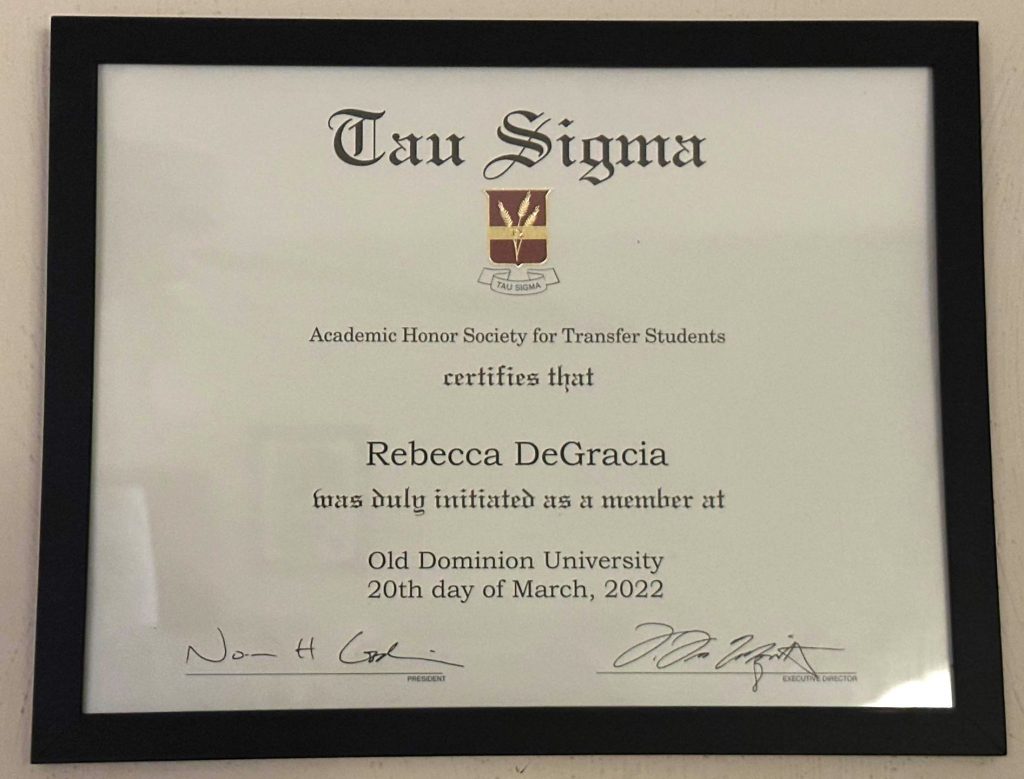 Tau Sigma
TAU SIGMA
Academic Honor Society for Transfer Students
certifies that
Rebecca DeGracia
was duly initiated as a member at
Old Dominion University
20th day of March, 2022
PRESIDENT
EXECUTIVE DIRECTOR